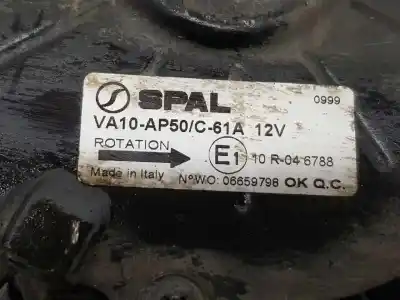 SPAL 0999
VA10-AP50/C-61A 12V
ROTATION E1 10 R-04 6788
Made in Italy N°WO: 06659798 OK Q.C.